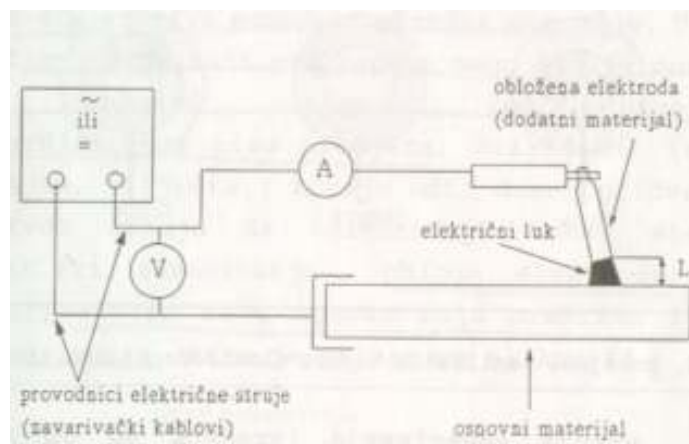 ~
ili
=
obložena elektroda
(dodatni materijal)
A
električni luk
V
L
provodnici električne struje
(zavarivački kablovi)
osnovni materijal